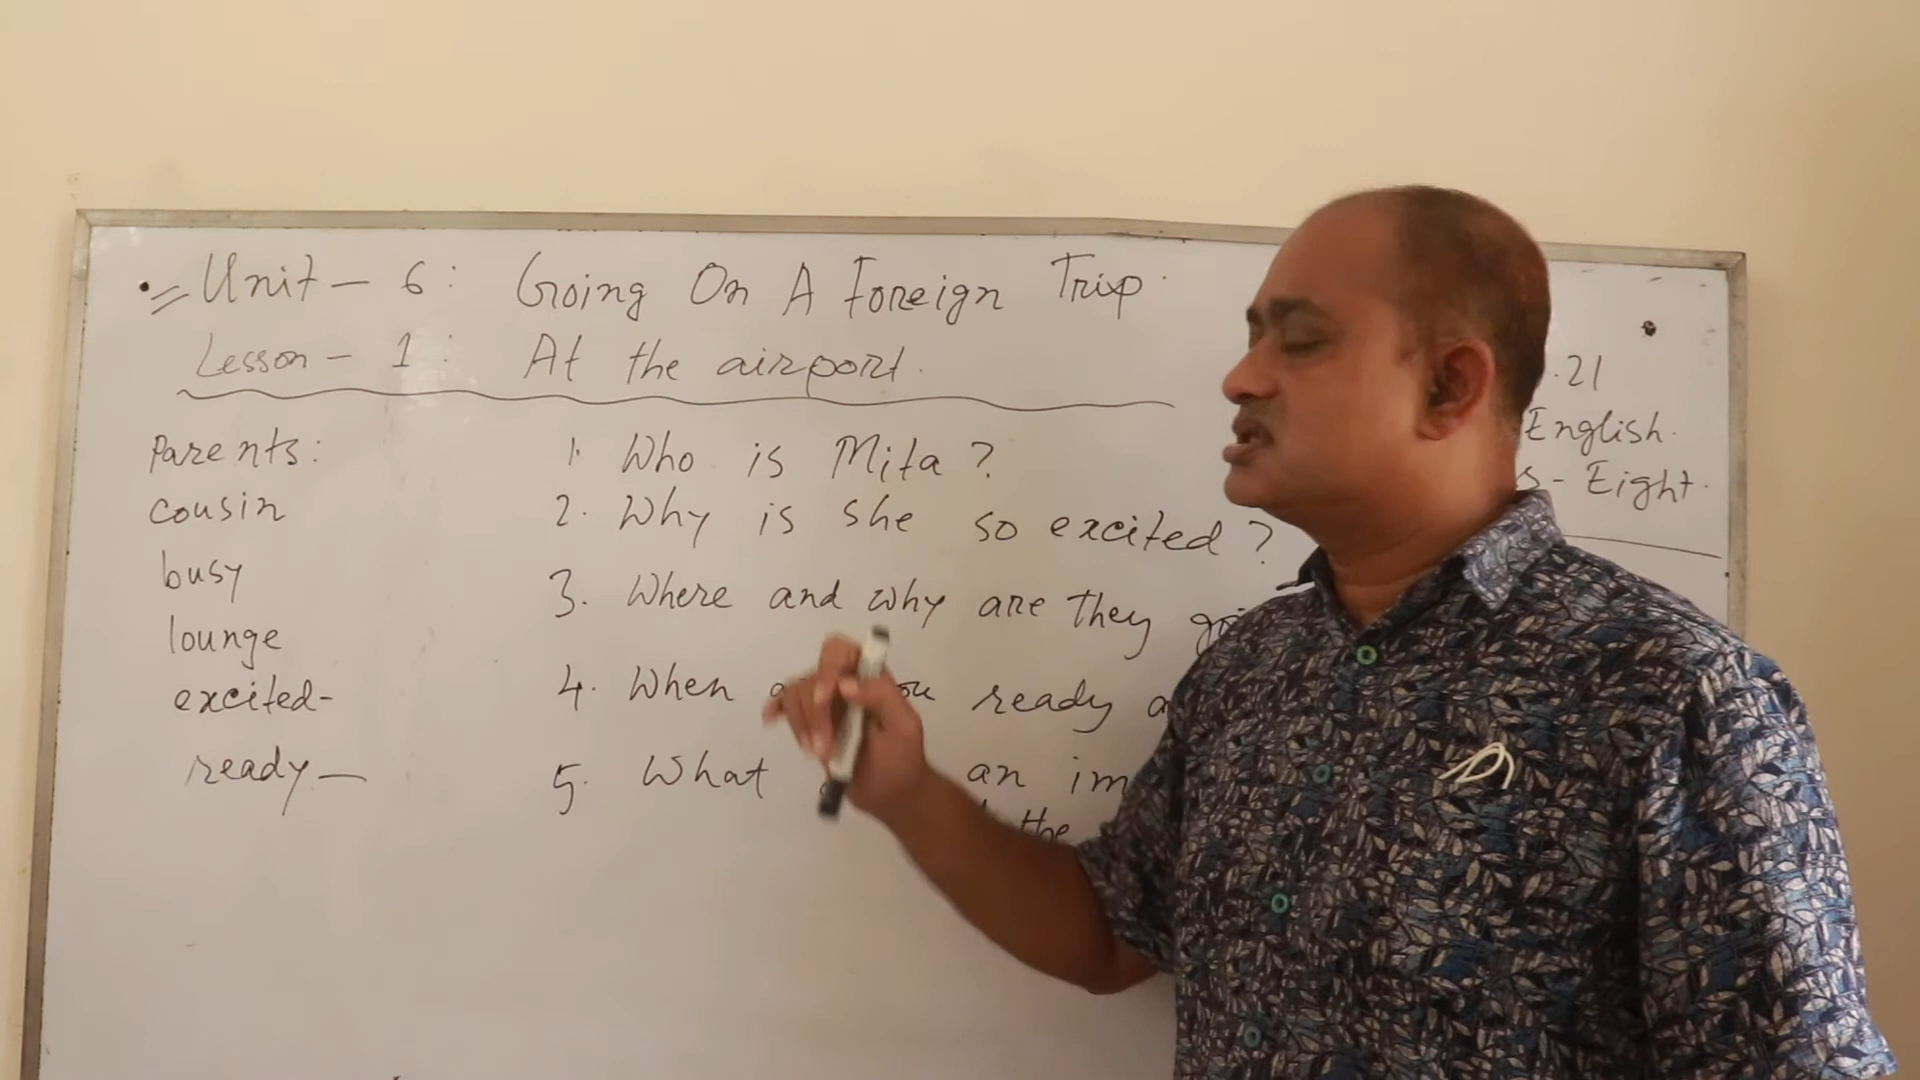 Unit - 6: Going On A Foreign Trip.
Lesson - 1: At the airport.
.21
English.
s - Eight.
Parents:
cousin
busy
lounge
excited-
ready-
1. Who is Mita?
2. Why is she so excited?
3. Where and why are they
4. When ready
5. What an
the